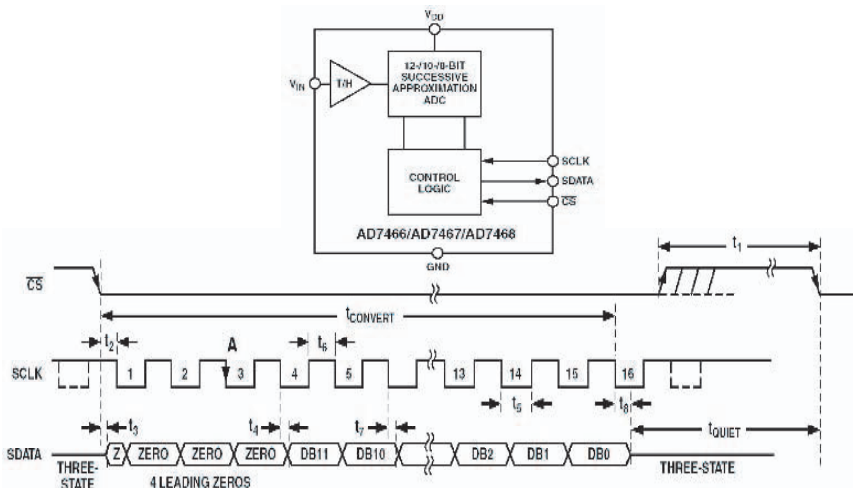 VDD
12-/10-/8-BIT
SUCCESSIVE
APPROXIMATION
ADC
VIN
T/H
CONTROL
LOGIC
SCLK
SDATA
CS
AD7466/AD7467/AD7468
GND
t1
CS
tCONVERT
t2
A
t6
SCLK
1
2
3
4
5
13
14
15
16
t5
t8
t3
t4
t7
tQUIET
SDATA
Z
ZERO
ZERO
ZERO
DB11
DB10
DB2
DB1
DB0
THREE-
STATE
4 LEADING ZEROS
THREE-STATE